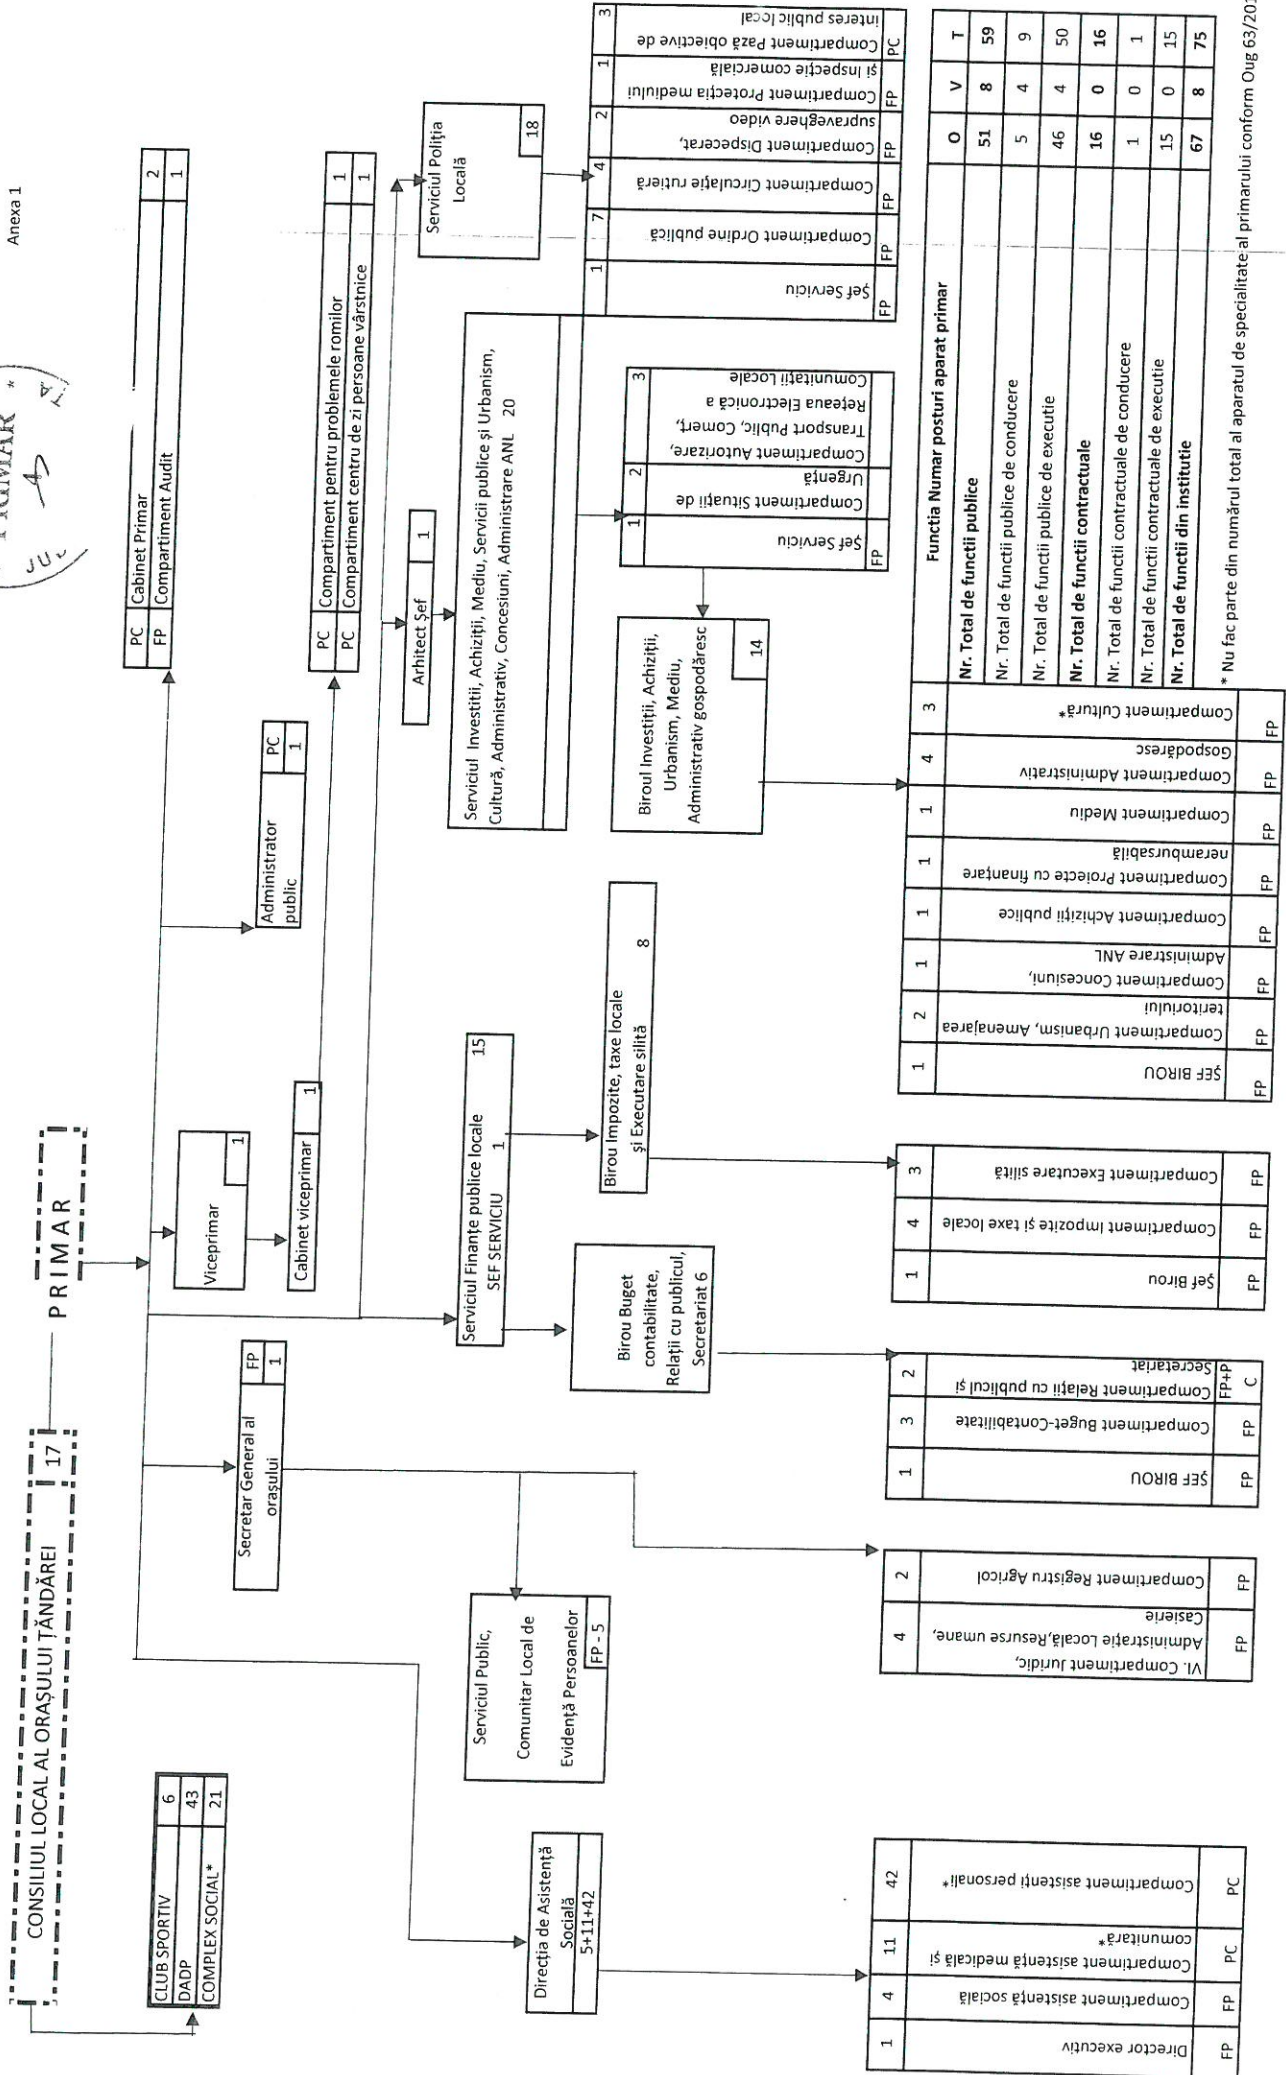 Anexa 1
PRIMAR *
JUD
CONSILIUL LOCAL AL ORAŞULUI ŢĂNDĂREI
17
PRIMAR
CLUB SPORTIV 6
DADP 43
COMPLEX SOCIAL* 21
PC Cabinet Primar 2
FP Compartiment Audit 1
Administrator
public
PC
1
Viceprimar
1
Cabinet viceprimar 1
PC Compartiment pentru problemele romilor 1
PC Compartiment centru de zi persoane vârstnice 1
Secretar General al
oraşului
FP
1
Arhitect Şef 1
Serviciul Poliţia
Locală
18
Serviciul Investitii, Achiziţii, Mediu, Servicii publice şi Urbanism,
Cultură, Administrativ, Concesiuni, Administrare ANL 20
Serviciul Finanţe publice locale 15
SEF SERVICIU 1
Serviciul Public,
Comunitar Local de
Evidenţă Persoanelor
FP - 5
Direcţia de Asistenţă
Socială
5+11+42
Birou Buget
contabilitate,
Relaţii cu publicul,
Secretariat 6
Birou Impozite, taxe locale
şi Executare silită 8
Biroul Investiţii, Achiziţii,
Urbanism, Mediu,
Administrativ gospodăresc
14
Şef Serviciu
1
FP
Compartiment Situaţii de
Urgenţă
2
Compartiment Autorizare,
Transport Public, Comerţ,
Reţeaua Electronică a
Comunitaţii Locale
3
Şef Serviciu
1
FP
Compartiment Ordine publică
7
FP
Compartiment Circulaţie rutieră
4
FP
Compartiment Dispecerat,
supraveghere video
2
FP
Compartiment Protecţia mediului
şi Inspecţie comercială
1
FP
Compartiment Pază obiective de
interes public local
3
PC
Director executiv
1
FP
Compartiment asistenţă socială
4
FP
Compartiment asistenţă medicală şi
comunitară*
11
PC
Compartiment asistenţi personali*
42
PC
VI. Compartiment Juridic,
Administraţie Locală,Resurse umane,
Casierie
4
FP
Compartiment Registru Agricol
2
FP
ŞEF BIROU
1
FP
Compartiment Buget-Contabilitate
3
FP
Compartiment Relaţii cu publicul şi
Secretariat
2
FP+P
C
Şef Birou
1
FP
Compartiment Impozite şi taxe locale
4
FP
Compartiment Executare silită
3
FP
ŞEF BIROU
1
FP
Compartiment Urbanism, Amenajarea
teritoriului
2
FP
Compartiment Concesiuni,
Administrare ANL
1
FP
Compartiment Achiziţii publice
1
FP
Compartiment Proiecte cu finanţare
nerambursabilă
1
FP
Compartiment Mediu
1
FP
Compartiment Administrativ
Gospodăresc
4
FP
Compartiment Cultură*
3
FP
Functia Numar posturi aparat primar O V T
Nr. Total de functii publice 51 8 59
Nr. Total de functii publice de conducere 5 4 9
Nr. Total de functii publice de executie 46 4 50
Nr. Total de functii contractuale 16 0 16
Nr. Total de functii contractuale de conducere 1 0 1
Nr. Total de functii contractuale de executie 15 0 15
Nr. Total de functii din institutie 67 8 75
* Nu fac parte din numărul total al aparatul de specialitate al primarului conform Oug 63/201